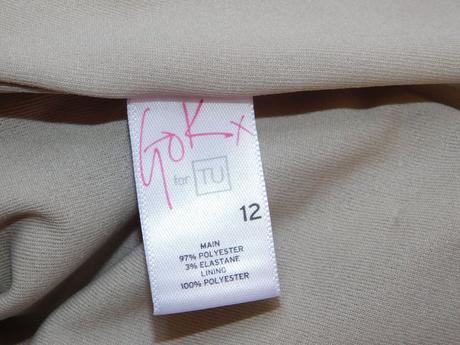 Gok x
for TU
12
MAIN
97% POLYESTER
3% ELASTANE
LINING
100% POLYESTER